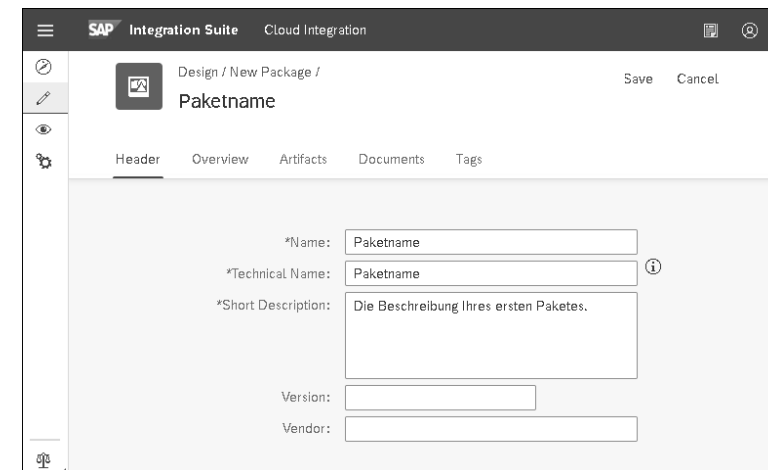 SAP Integration Suite Cloud Integration
Design / New Package /
Save Cancel
Paketname
Header Overview Artifacts Documents Tags
*Name: Paketname
*Technical Name: Paketname
*Short Description: Die Beschreibung Ihres ersten Paketes.
Version:
Vendor: